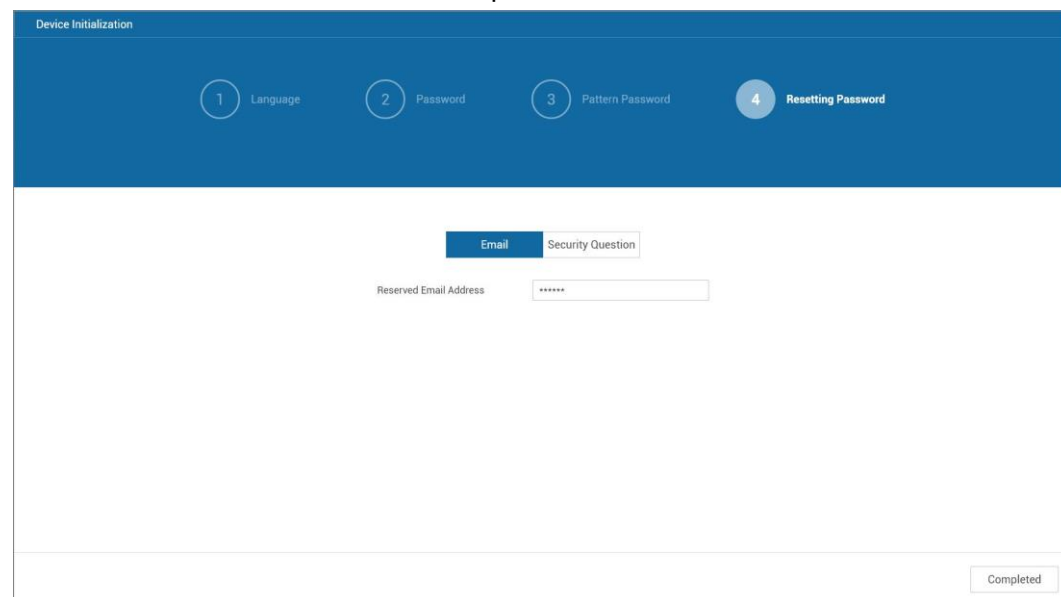 Device Initialization
1 Language 2 Password 3 Pattern Password 4 Resetting Password
Email Security Question
Reserved Email Address ••••••
Completed